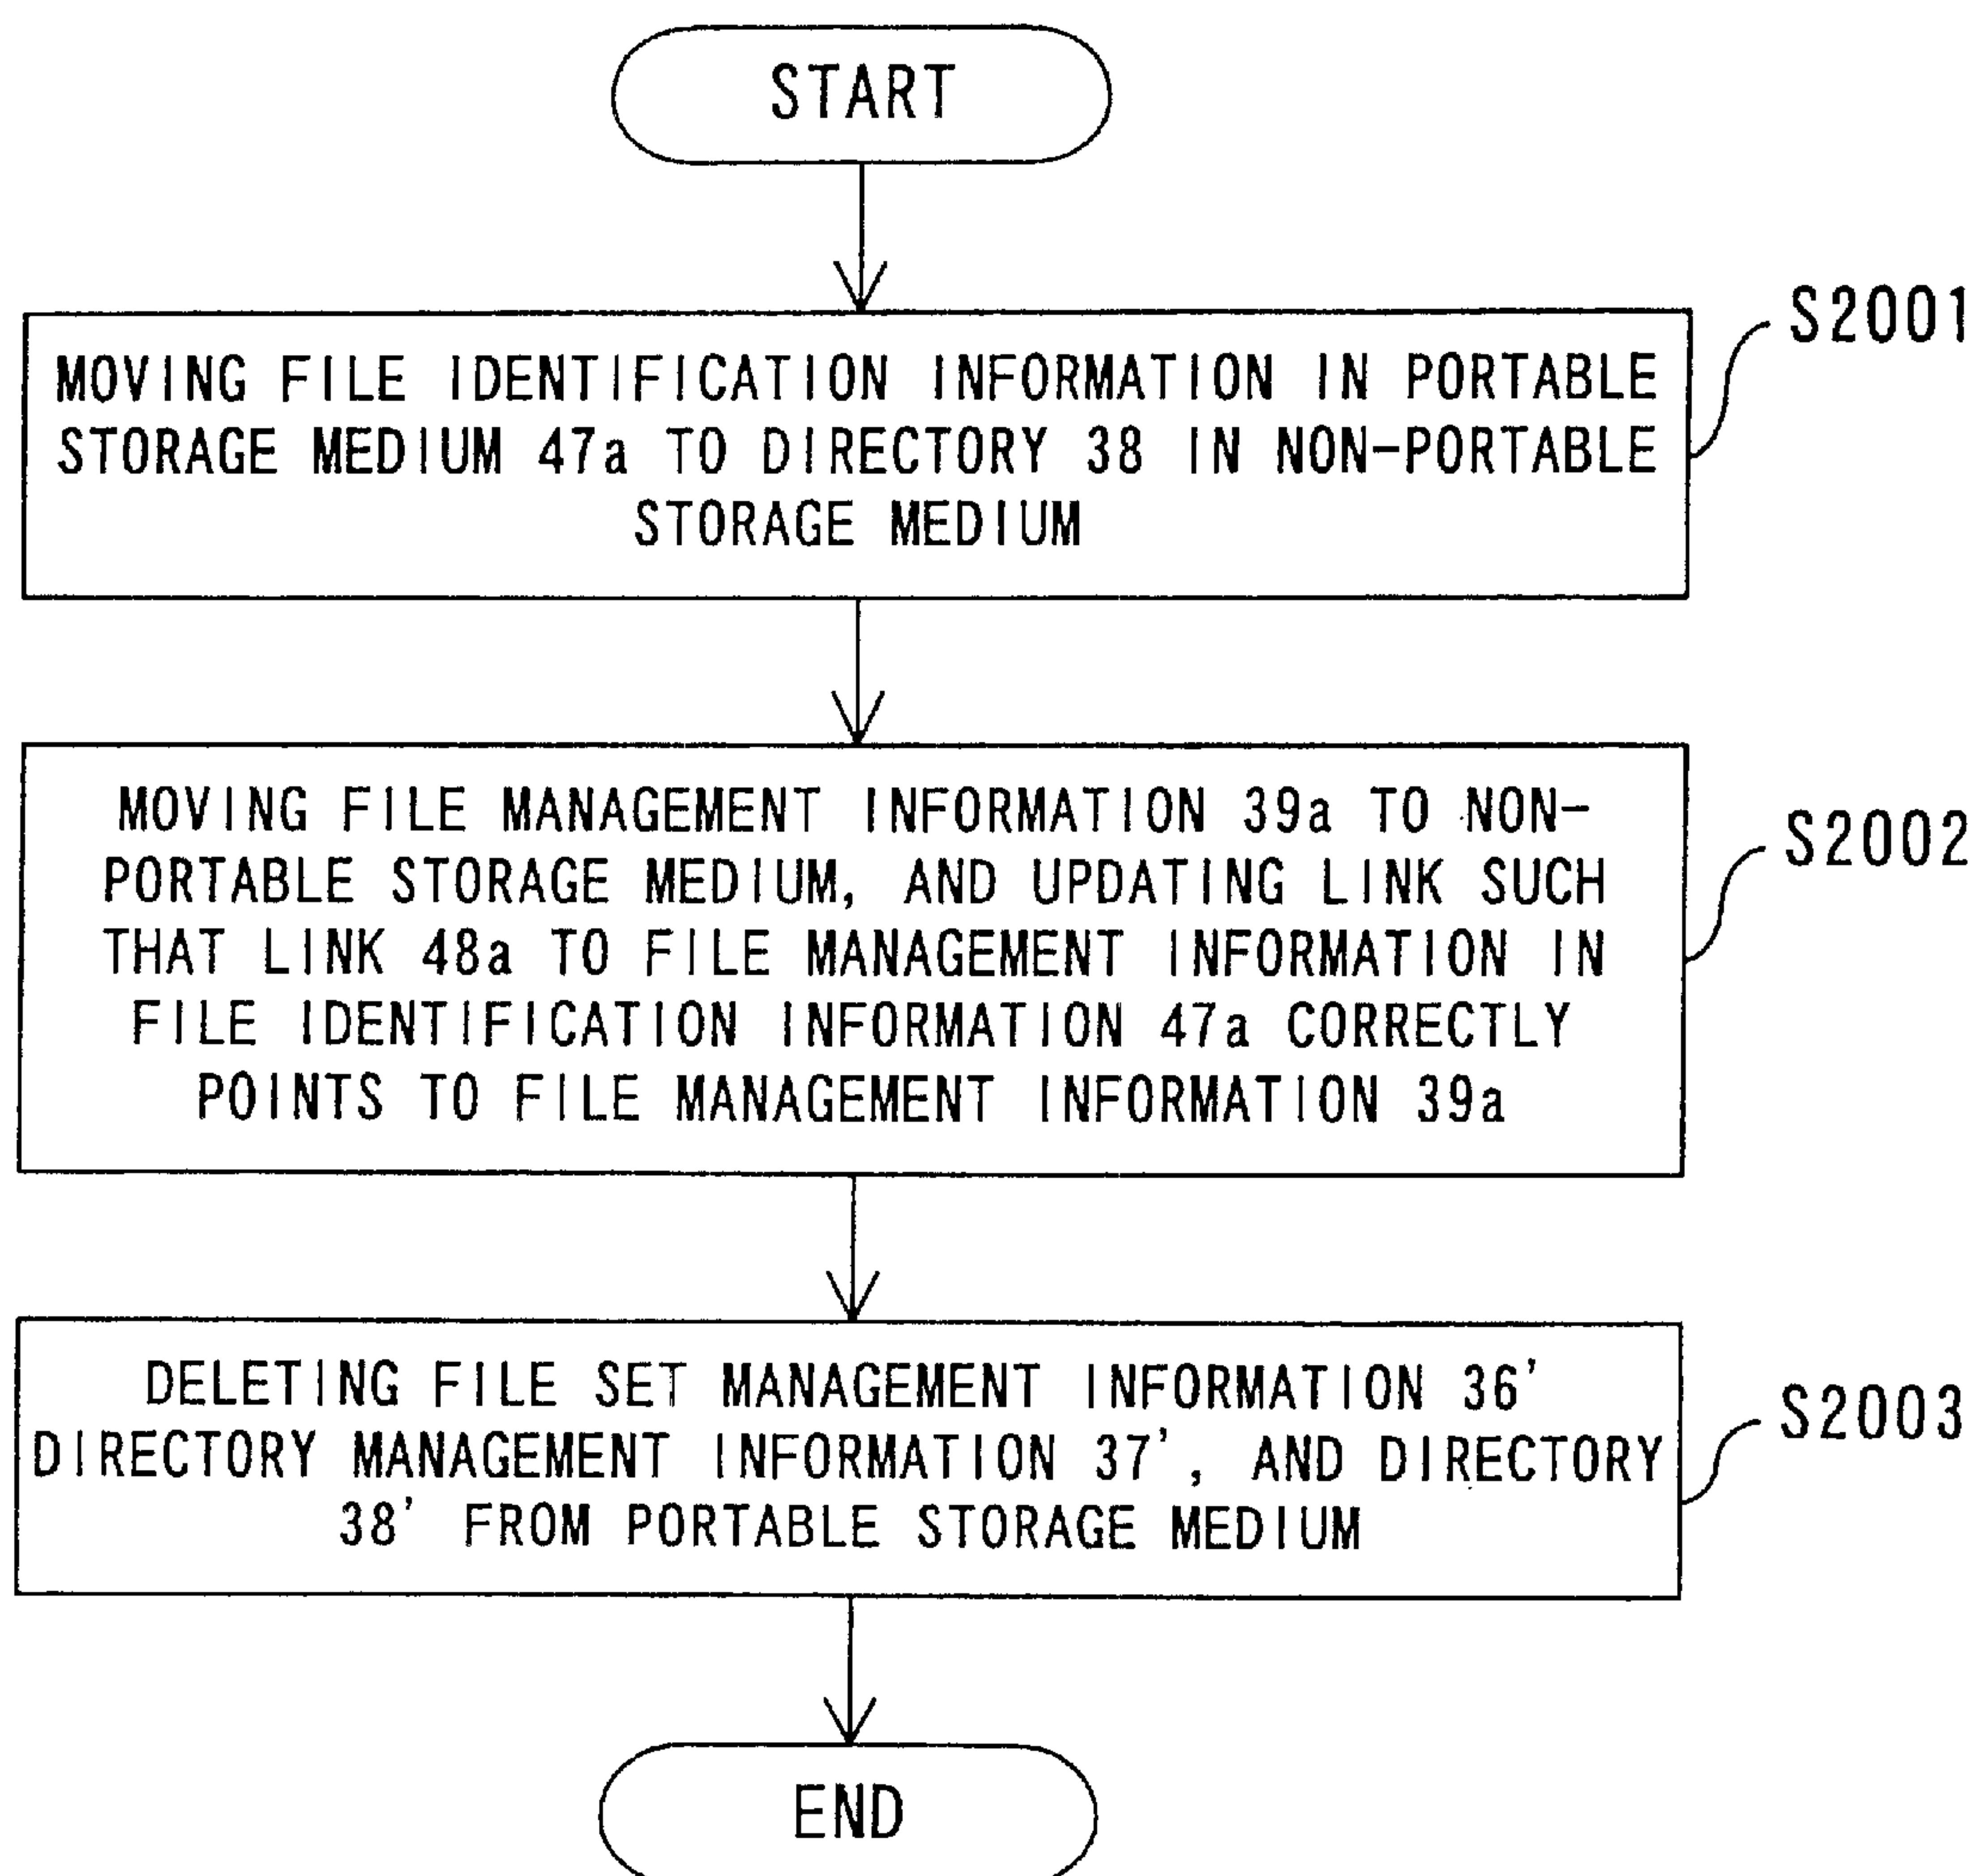 START
S2001
MOVING FILE IDENTIFICATION INFORMATION IN PORTABLE
STORAGE MEDIUM 47a TO DIRECTORY 38 IN NON-PORTABLE
STORAGE MEDIUM
S2002
MOVING FILE MANAGEMENT INFORMATION 39a TO NON-
PORTABLE STORAGE MEDIUM, AND UPDATING LINK SUCH
THAT LINK 48a TO FILE MANAGEMENT INFORMATION IN
FILE IDENTIFICATION INFORMATION 47a CORRECTLY
POINTS TO FILE MANAGEMENT INFORMATION 39a
S2003
DELETING FILE SET MANAGEMENT INFORMATION 36'
DIRECTORY MANAGEMENT INFORMATION 37', AND DIRECTORY
38' FROM PORTABLE STORAGE MEDIUM
END